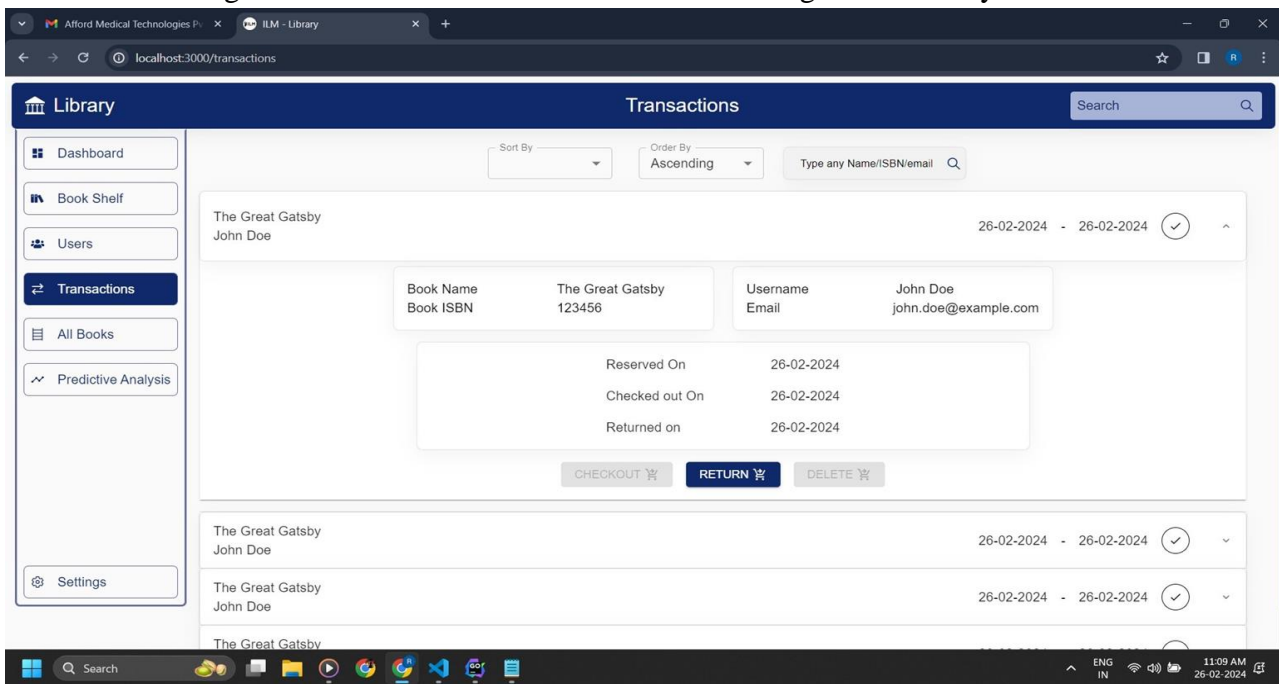 Afford Medical Technologies Pv
ILM - Library
localhost:3000/transactions
R
Library
Transactions
Search
Dashboard
Book Shelf
Users
Transactions
All Books
Predictive Analysis
Settings
Sort By
Order By
Ascending
Type any Name/ISBN/email
The Great Gatsby
John Doe
26-02-2024 - 26-02-2024
Book Name The Great Gatsby
Book ISBN 123456
Username John Doe
Email john.doe@example.com
Reserved On 26-02-2024
Checked out On 26-02-2024
Returned on 26-02-2024
CHECKOUT RETURN DELETE
The Great Gatsby
John Doe
26-02-2024 - 26-02-2024
The Great Gatsby
John Doe
26-02-2024 - 26-02-2024
The Great Gatsby
Search
ENG
IN
11:09 AM
26-02-2024